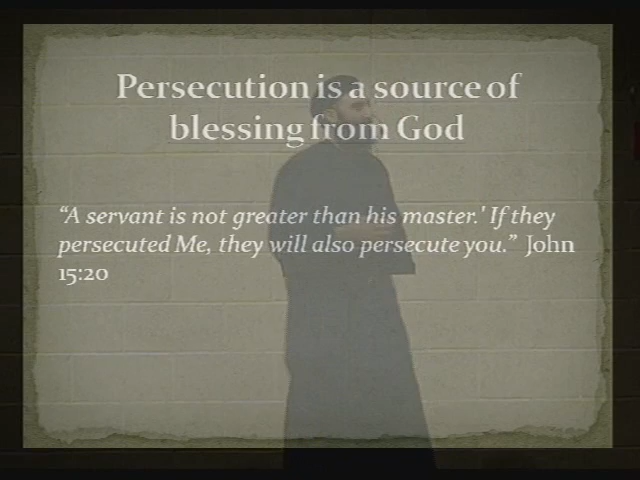 Persecution is a source of
blessing from God
“A servant is not greater than his master.' If they
persecuted Me, they will also persecute you.” John
15:20